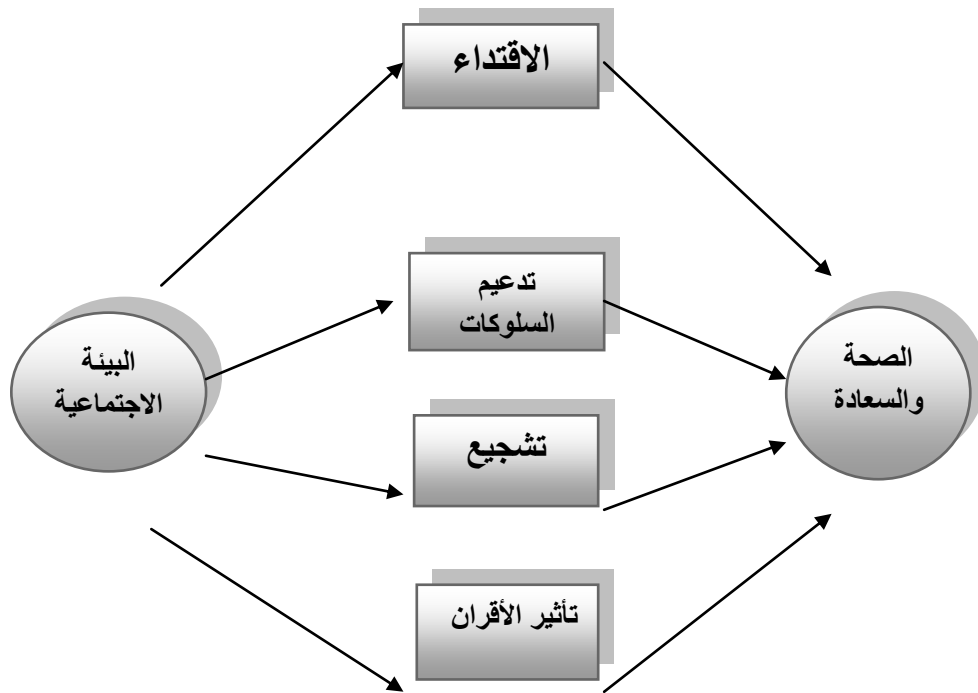 الاقتداء
تدعيم
السلوكات
البيئة
الاجتماعية
الصحة
والسعادة
تشجيع
تأثير الأقران